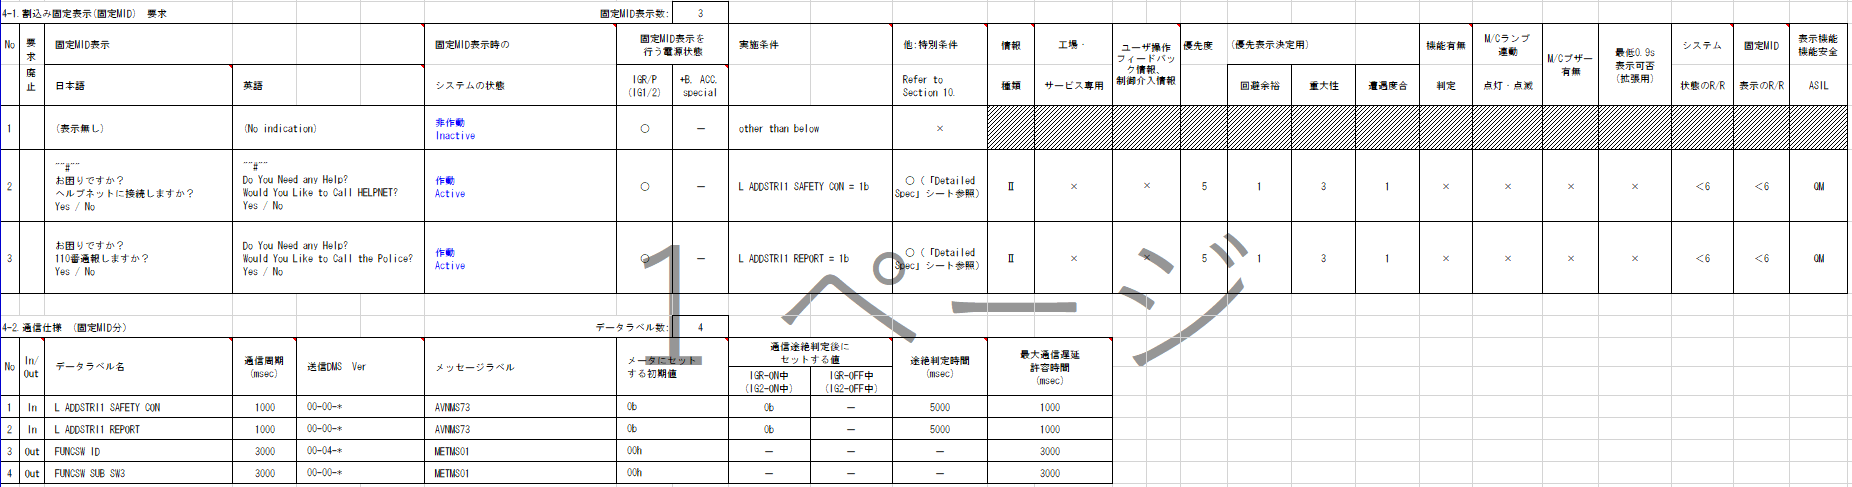 4-1.割込み固定表示(固定MID) 要求 固定MID表示数: 3
No 要求 固定MID表示 固定MID表示時の 固定MID表示を行う電源状態 実施条件 他:特別条件 情報 工場・ ユーザ操作フィードバック情報、制御介入情報 優先度 (優先表示決定用) 機能有無 M/Cランプ連動 M/Cブザー有無 最低0.9s表示可否(拡張用) システム 固定MID 表示機能機能安全
廃止 日本語 英語 システムの状態 IGR/P (IG1/2) +B, ACC, special Refer to Section 10. 種類 サービス専用 回避余裕 重大性 遭遇度合 判定 点灯・点滅 状態のR/R 表示のR/R ASIL
1 (表示無し) (No indication) 非作動 Inactive ○ — other than below ×
2 ~~#~~ お困りですか? ヘルプネットに接続しますか? Yes / No ~~#~~ Do You Need any Help? Would You Like to Call HELPNET? Yes / No 作動 Active ○ — L ADDSTRI1 SAFETY CON = 1b ○(「Detailed Spec」シート参照) Ⅱ × × 5 1 3 1 × × × × <6 <6 QM
3 お困りですか? 110番通報しますか? Yes / No Do You Need any Help? Would You Like to Call the Police? Yes / No 作動 Active ○ — L ADDSTRI1 REPORT = 1b ○(「Detailed Spec」シート参照) Ⅱ × × 5 1 3 1 × × × × <6 <6 QM
1 ページ
4-2.通信仕様 (固定MID分) データラベル数: 4
No In/Out データラベル名 通信周期 (msec) 送信DMS Ver メッセージラベル メータにセットする初期値 通信途絶判定後にセットする値 途絶判定時間 (msec) 最大通信遅延許容時間 (msec)
IGR-ON中 (IG2-ON中) IGR-OFF中 (IG2-OFF中)
1 In L ADDSTRI1 SAFETY CON 1000 00-00-* AVNMS73 0b 0b — 5000 1000
2 In L ADDSTRI1 REPORT 1000 00-00-* AVNMS73 0b 0b — 5000 1000
3 Out FUNCSW ID 3000 00-04-* METMS01 00h — — — 3000
4 Out FUNCSW SUB SW3 3000 00-00-* METMS01 00h — — — 3000